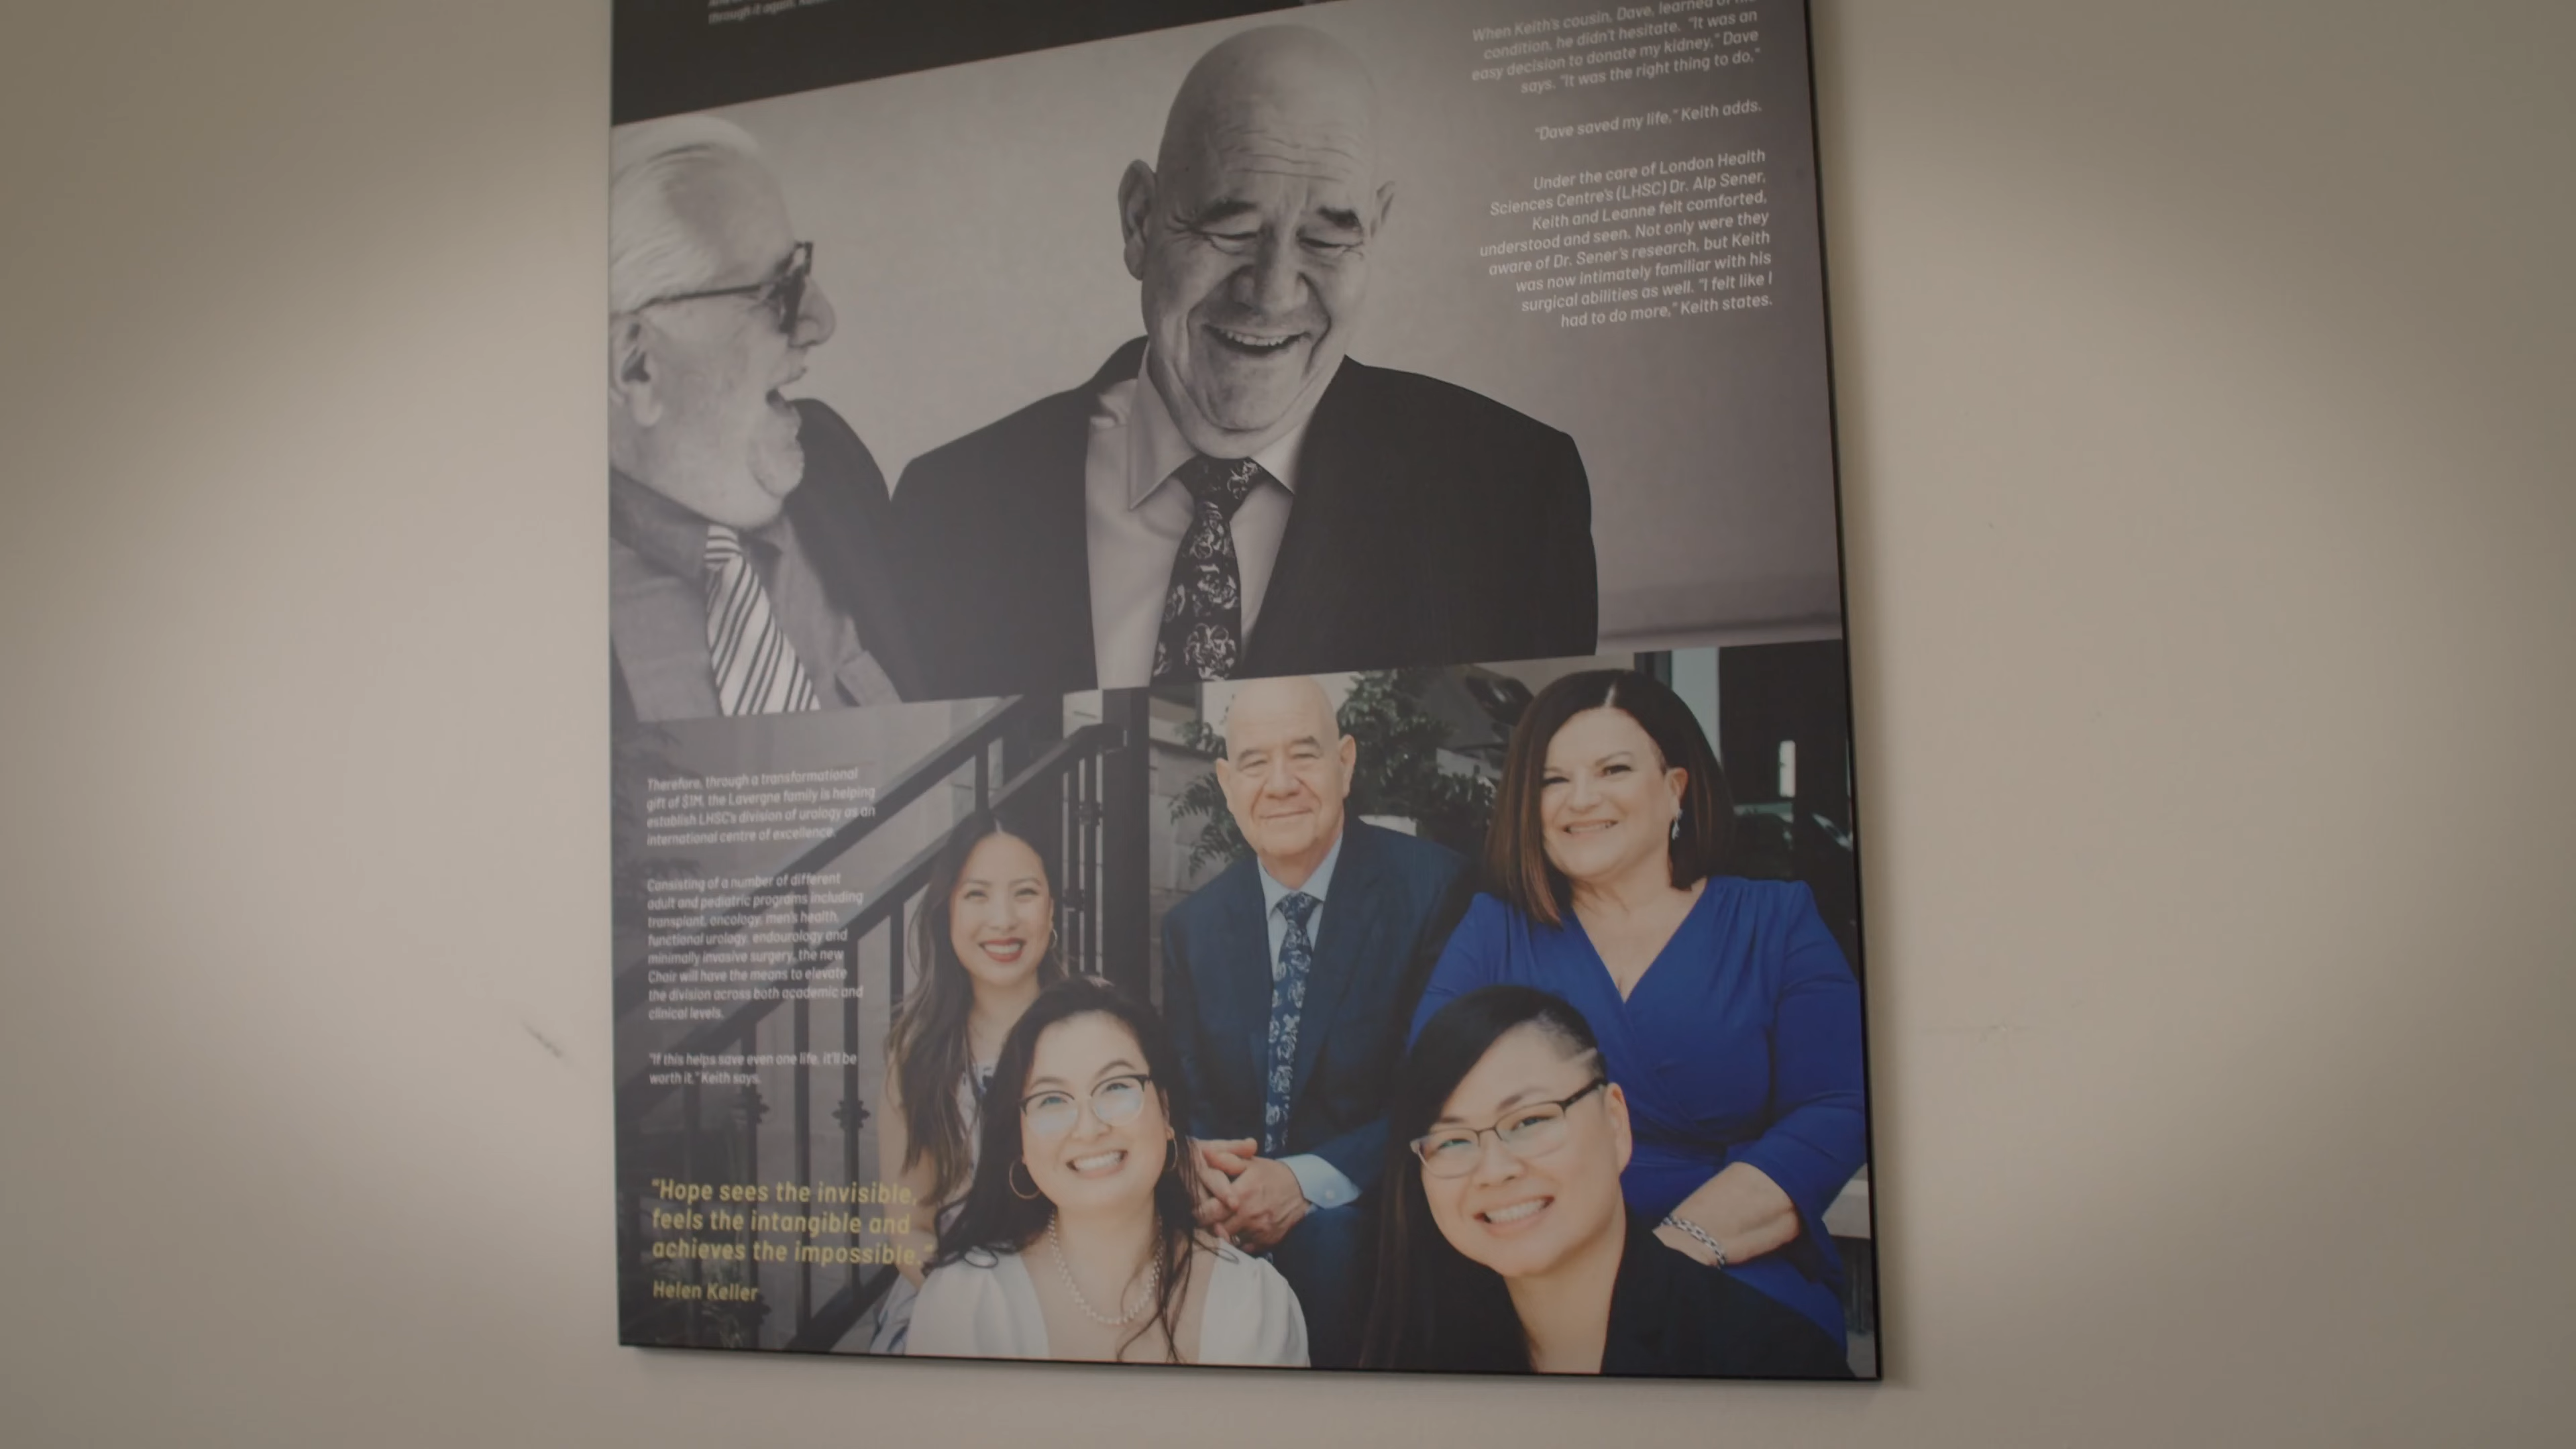 through it again.
When Keith's cousin, Dave, learned of his
condition, he didn't hesitate. "It was an
easy decision to donate my kidney," Dave
says. "It was the right thing to do."
"Dave saved my life," Keith adds.
Under the care of London Health
Sciences Centre's (LHSC) Dr. Alp Sener,
Keith and Leanne felt comforted,
understood and seen. Not only were they
aware of Dr. Sener's research, but Keith
was now intimately familiar with his
surgical abilities as well. "I felt like I
had to do more," Keith states.
Therefore, through a transformational
gift of $1M, the Lavergne family is helping
establish LHSC's division of urology as an
international centre of excellence.
Consisting of a number of different
adult and pediatric programs including
transplant, oncology, men's health,
functional urology, endourology and
minimally invasive surgery, the new
Chair will have the means to elevate
the division across both academic and
clinical levels.
"If this helps save even one life, it'll be
worth it," Keith says.
"Hope sees the invisible,
feels the intangible and
achieves the impossible."
Helen Keller